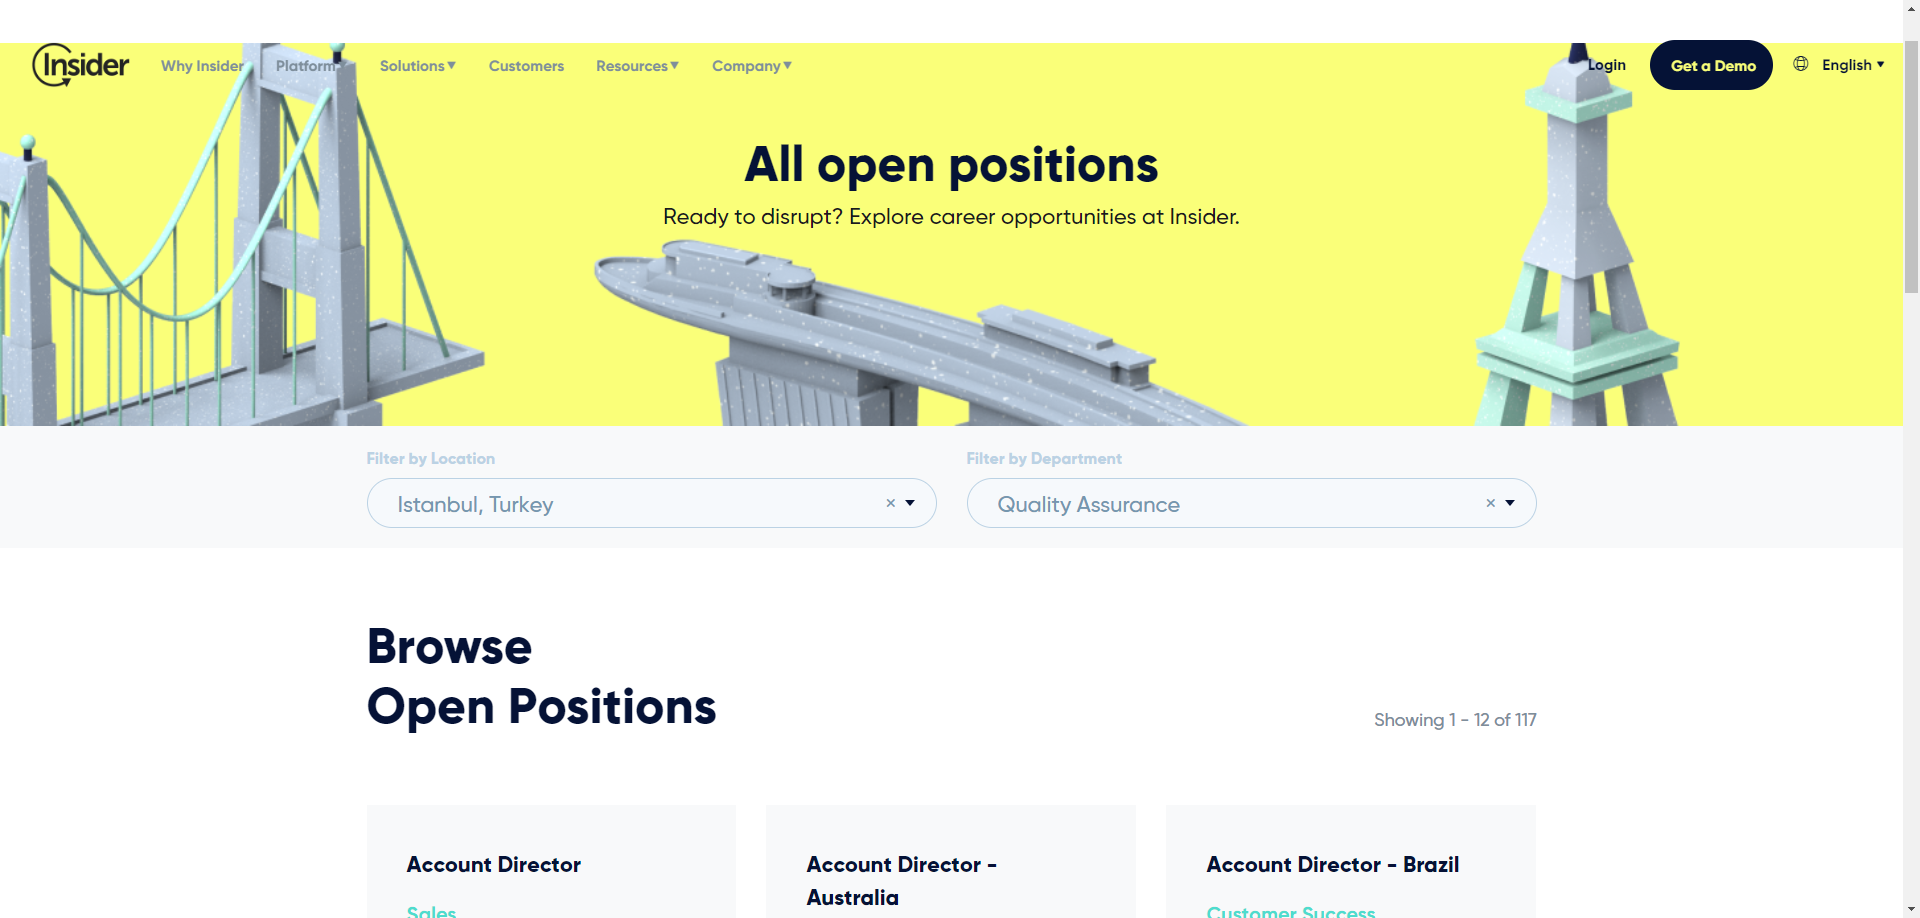 Insider
Why Insider Platform Solutions Customers Resources Company Login Get a Demo English
All open positions
Ready to disrupt? Explore career opportunities at Insider.
Filter by Location Filter by Department
Istanbul, Turkey × Quality Assurance ×
Browse
Open Positions
Showing 1 - 12 of 117
Account Director
Sales
Account Director -
Australia
Account Director - Brazil
Customer Success